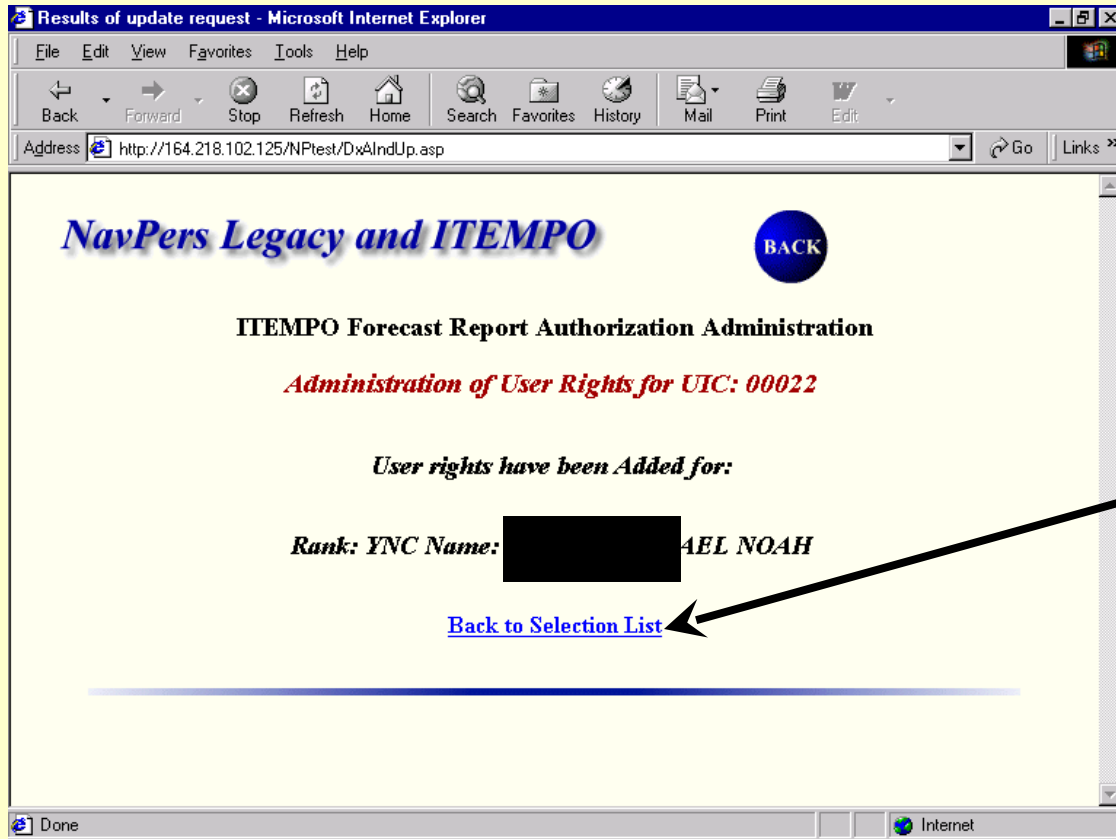 Results of update request - Microsoft Internet Explorer
File Edit View Favorites Tools Help
Back Forward Stop Refresh Home Search Favorites History Mail Print Edit
Address http://164.218.102.125/NPtest/DxAIndUp.asp Go Links »
NavPers Legacy and ITEMPO BACK
ITEMPO Forecast Report Authorization Administration
Administration of User Rights for UIC: 00022
User rights have been Added for:
Rank: YNC Name: AEL NOAH
Back to Selection List
Done Internet